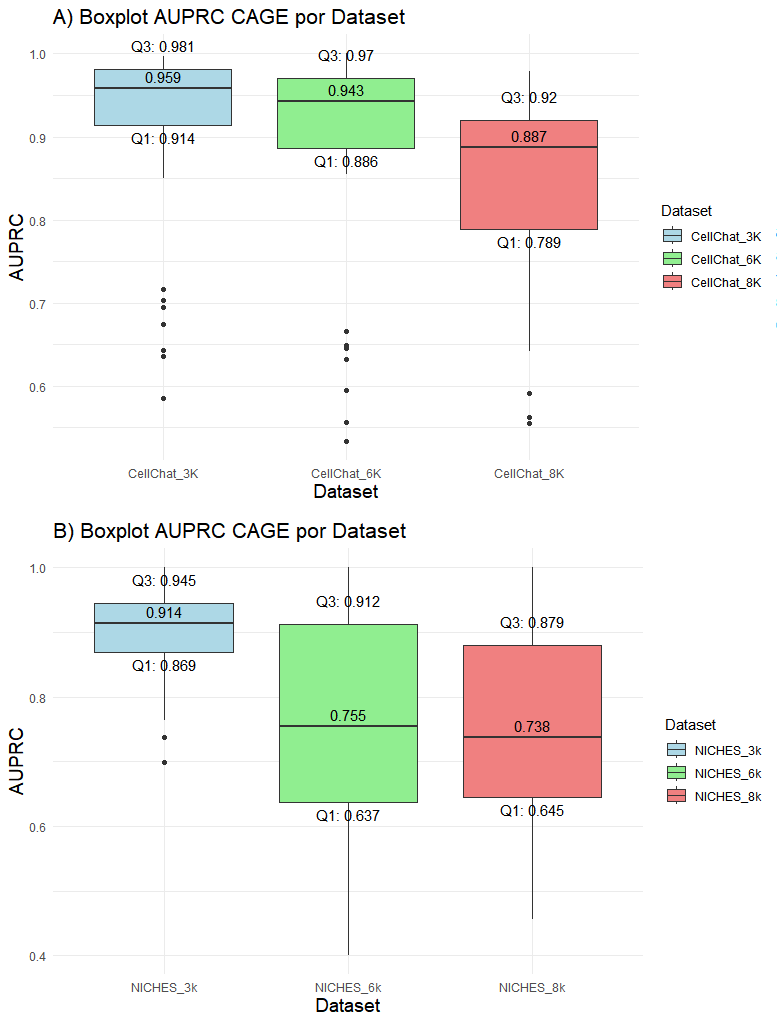 A) Boxplot AUPRC CAGE por Dataset
AUPRC
1.0
0.9
0.8
0.7
0.6
Q3: 0.981
0.959
Q1: 0.914
Q3: 0.97
0.943
Q1: 0.886
Q3: 0.92
0.887
Q1: 0.789
CellChat_3K
CellChat_6K
CellChat_8K
Dataset
Dataset
CellChat_3K
CellChat_6K
CellChat_8K
B) Boxplot AUPRC CAGE por Dataset
AUPRC
1.0
0.8
0.6
0.4
Q3: 0.945
0.914
Q1: 0.869
Q3: 0.912
0.755
Q1: 0.637
Q3: 0.879
0.738
Q1: 0.645
NICHES_3k
NICHES_6k
NICHES_8k
Dataset
Dataset
NICHES_3k
NICHES_6k
NICHES_8k